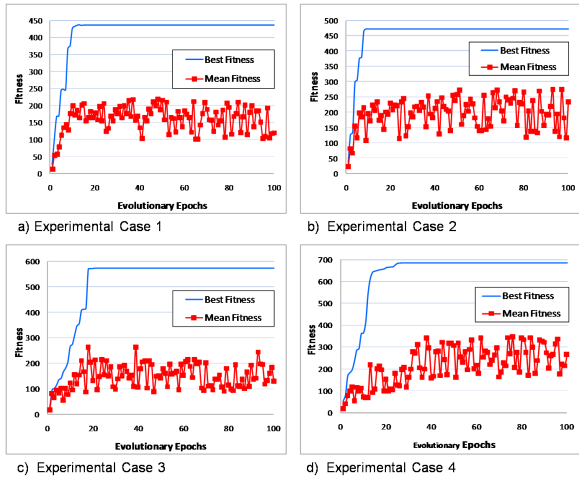 450
400
350
300
250
200
150
100
50
0
Fitness
Best Fitness
Mean Fitness
0 20 40 60 80 100
Evolutionary Epochs
a) Experimental Case 1
500
450
400
350
300
250
200
150
100
50
0
Fitness
Best Fitness
Mean Fitness
0 20 40 60 80 100
Evolutionary Epochs
b) Experimental Case 2
600
500
400
300
200
100
0
Fitness
Best Fitness
Mean Fitness
0 20 40 60 80 100
Evolutionary Epochs
c) Experimental Case 3
700
600
500
400
300
200
100
0
Fitness
Best Fitness
Mean Fitness
0 20 40 60 80 100
Evolutionary Epochs
d) Experimental Case 4